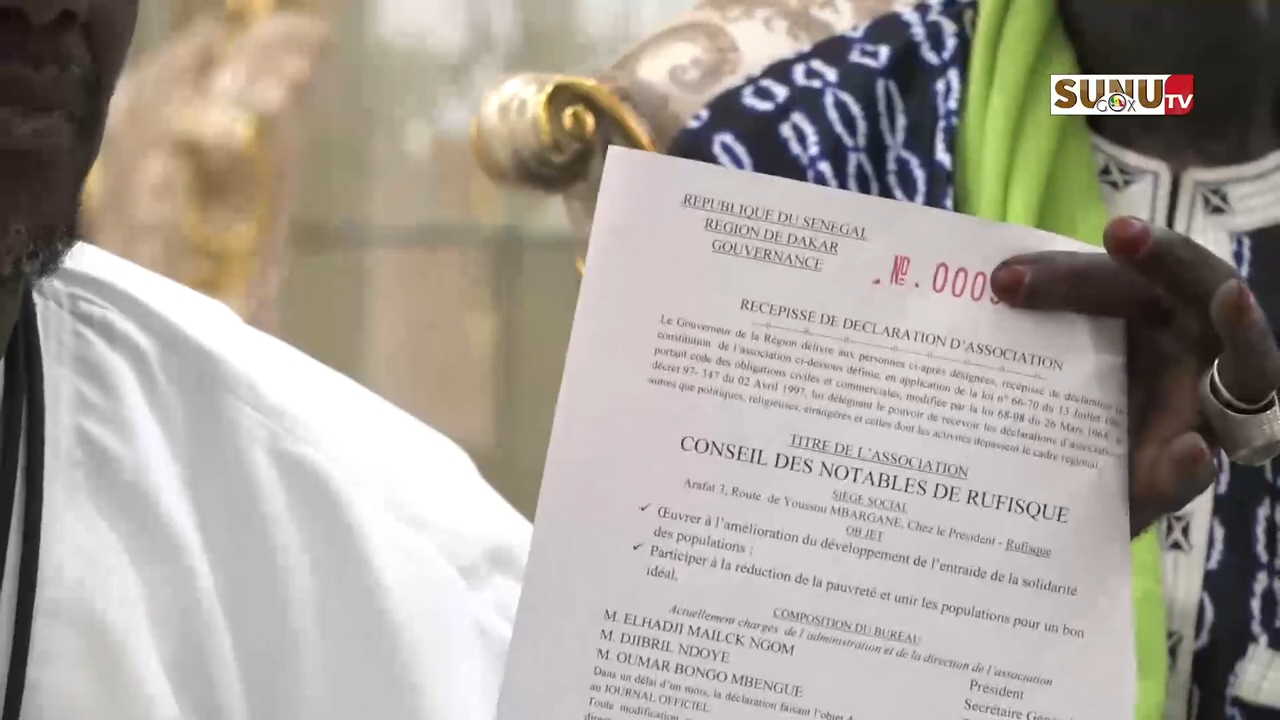 SUNU
GOX
TV
REPUBLIQUE DU SENEGAL
REGION DE DAKAR
GOUVERNANCE
Nº. 000
RECEPISSE DE DECLARATION D'ASSOCIATION
Le Gouverneur de la Région délivre aux personnes ci-après désignées, récépissé de déclaration
constitution de l'association ci-dessous définie, en application de la loi n° 66-70 du 13 Juillet
portant code des obligations civiles et commerciales, modifiée par la loi 68-98 du 26 Mars 1968,
décret 97- 347 du 02 Avril 1997, lui déléguant le pouvoir de recevoir les déclarations d'associations
autres que politiques, religieuses, étrangères et celles dont les activités dépassent le cadre régional
TITRE DE L'ASSOCIATION
CONSEIL DES NOTABLES DE RUFISQUE
SIEGE SOCIAL
Arafat 3, Route de Youssou MBARGANE, Chez le Président - Rufisque
OBJET
✓ Œuvrer à l'amélioration du développement de l'entraide de la solidarité
des populations ;
✓ Participer à la réduction de la pauvreté et unir les populations pour un bon
idéal,
COMPOSITION DU BUREAU
Actuellement chargés de l'administration et de la direction de l'association
M. ELHADJI MAILCK NGOM Président
M. DJIBRIL NDOYE Secrétaire
M. OUMAR BONGO MBENGUE
Dans un délai d'un mois, la déclaration faisant l'objet
au JOURNAL OFFICIEL
Toute modification